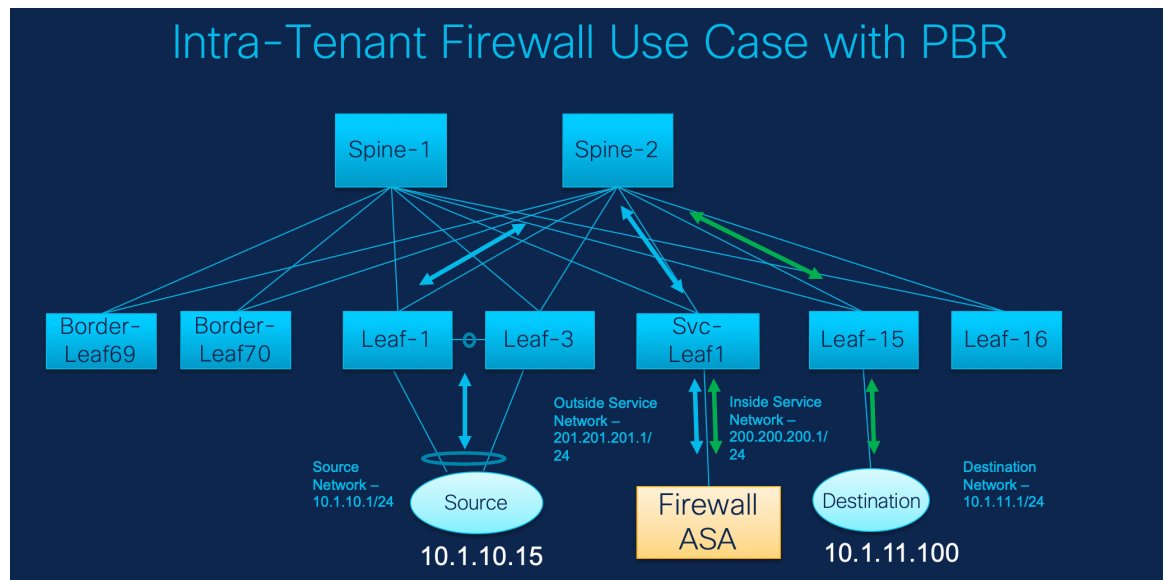 Intra-Tenant Firewall Use Case with PBR
Spine-1
Spine-2
Border-
Leaf69
Border-
Leaf70
Leaf-1
Leaf-3
Svc-
Leaf1
Leaf-15
Leaf-16
Outside Service
Network –
201.201.201.1/
24
Inside Service
Network –
200.200.200.1/
24
Source
Network –
10.1.10.1/24
Destination
Network –
10.1.11.1/24
Source
10.1.10.15
Firewall
ASA
Destination
10.1.11.100